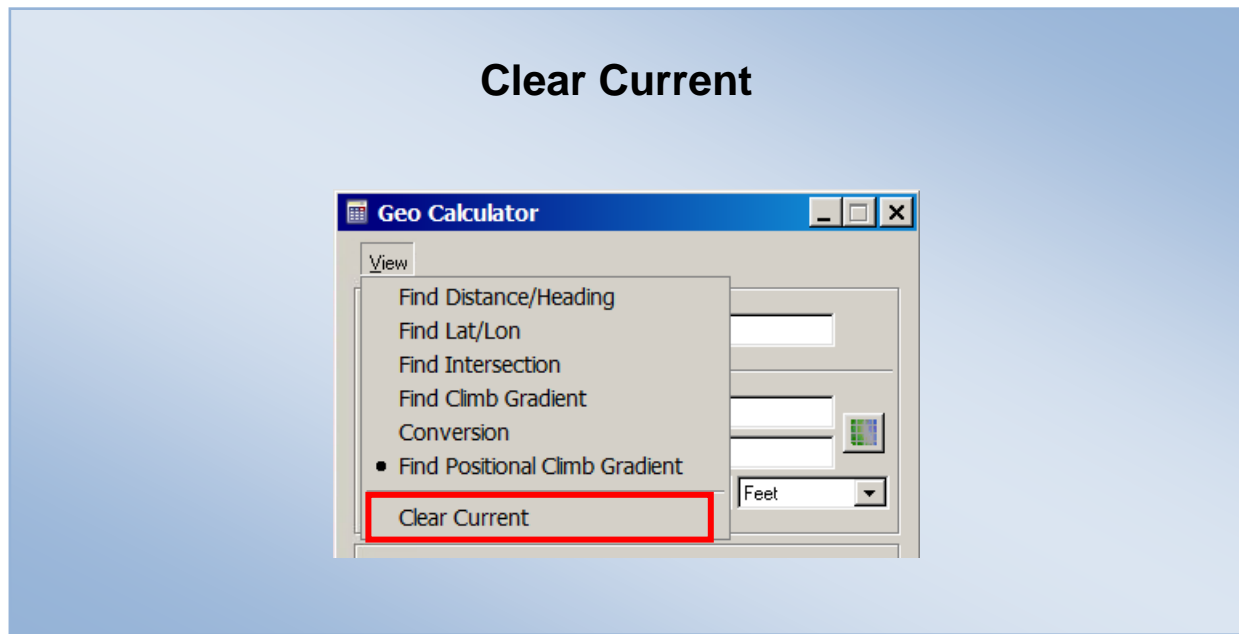 Clear Current
Geo Calculator
View
Find Distance/Heading
Find Lat/Lon
Find Intersection
Find Climb Gradient
Conversion
Find Positional Climb Gradient
Feet
Clear Current